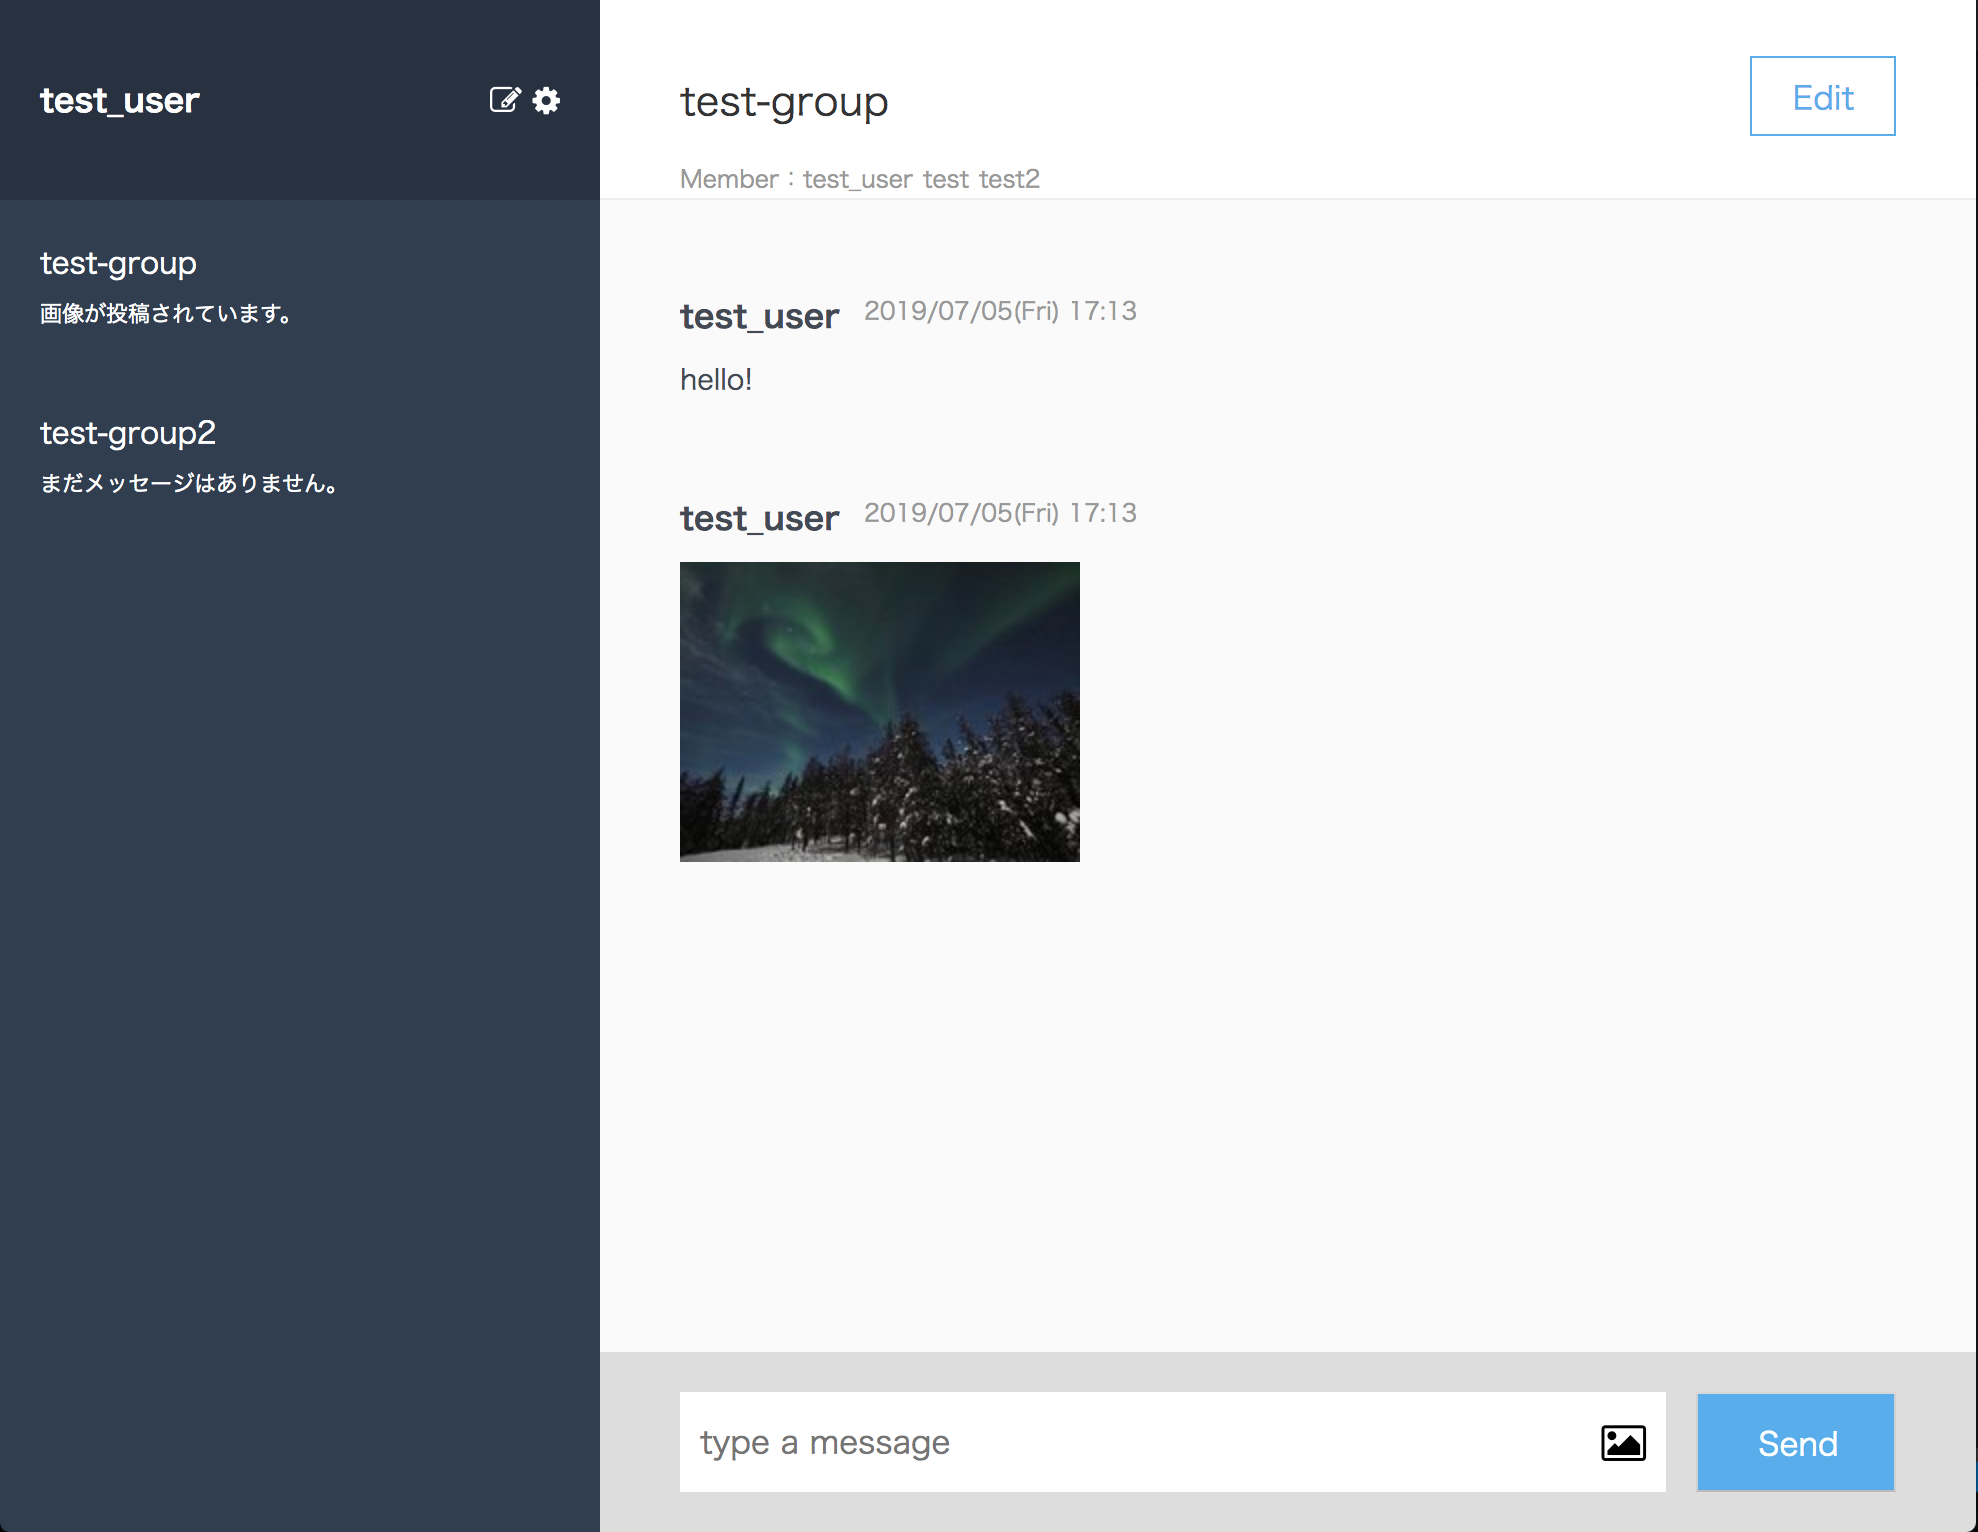 test_user
test-group
画像が投稿されています。
test-group2
まだメッセージはありません。
test-group
Edit
Member：test_user test test2
test_user 2019/07/05(Fri) 17:13
hello!
test_user 2019/07/05(Fri) 17:13
type a message
Send